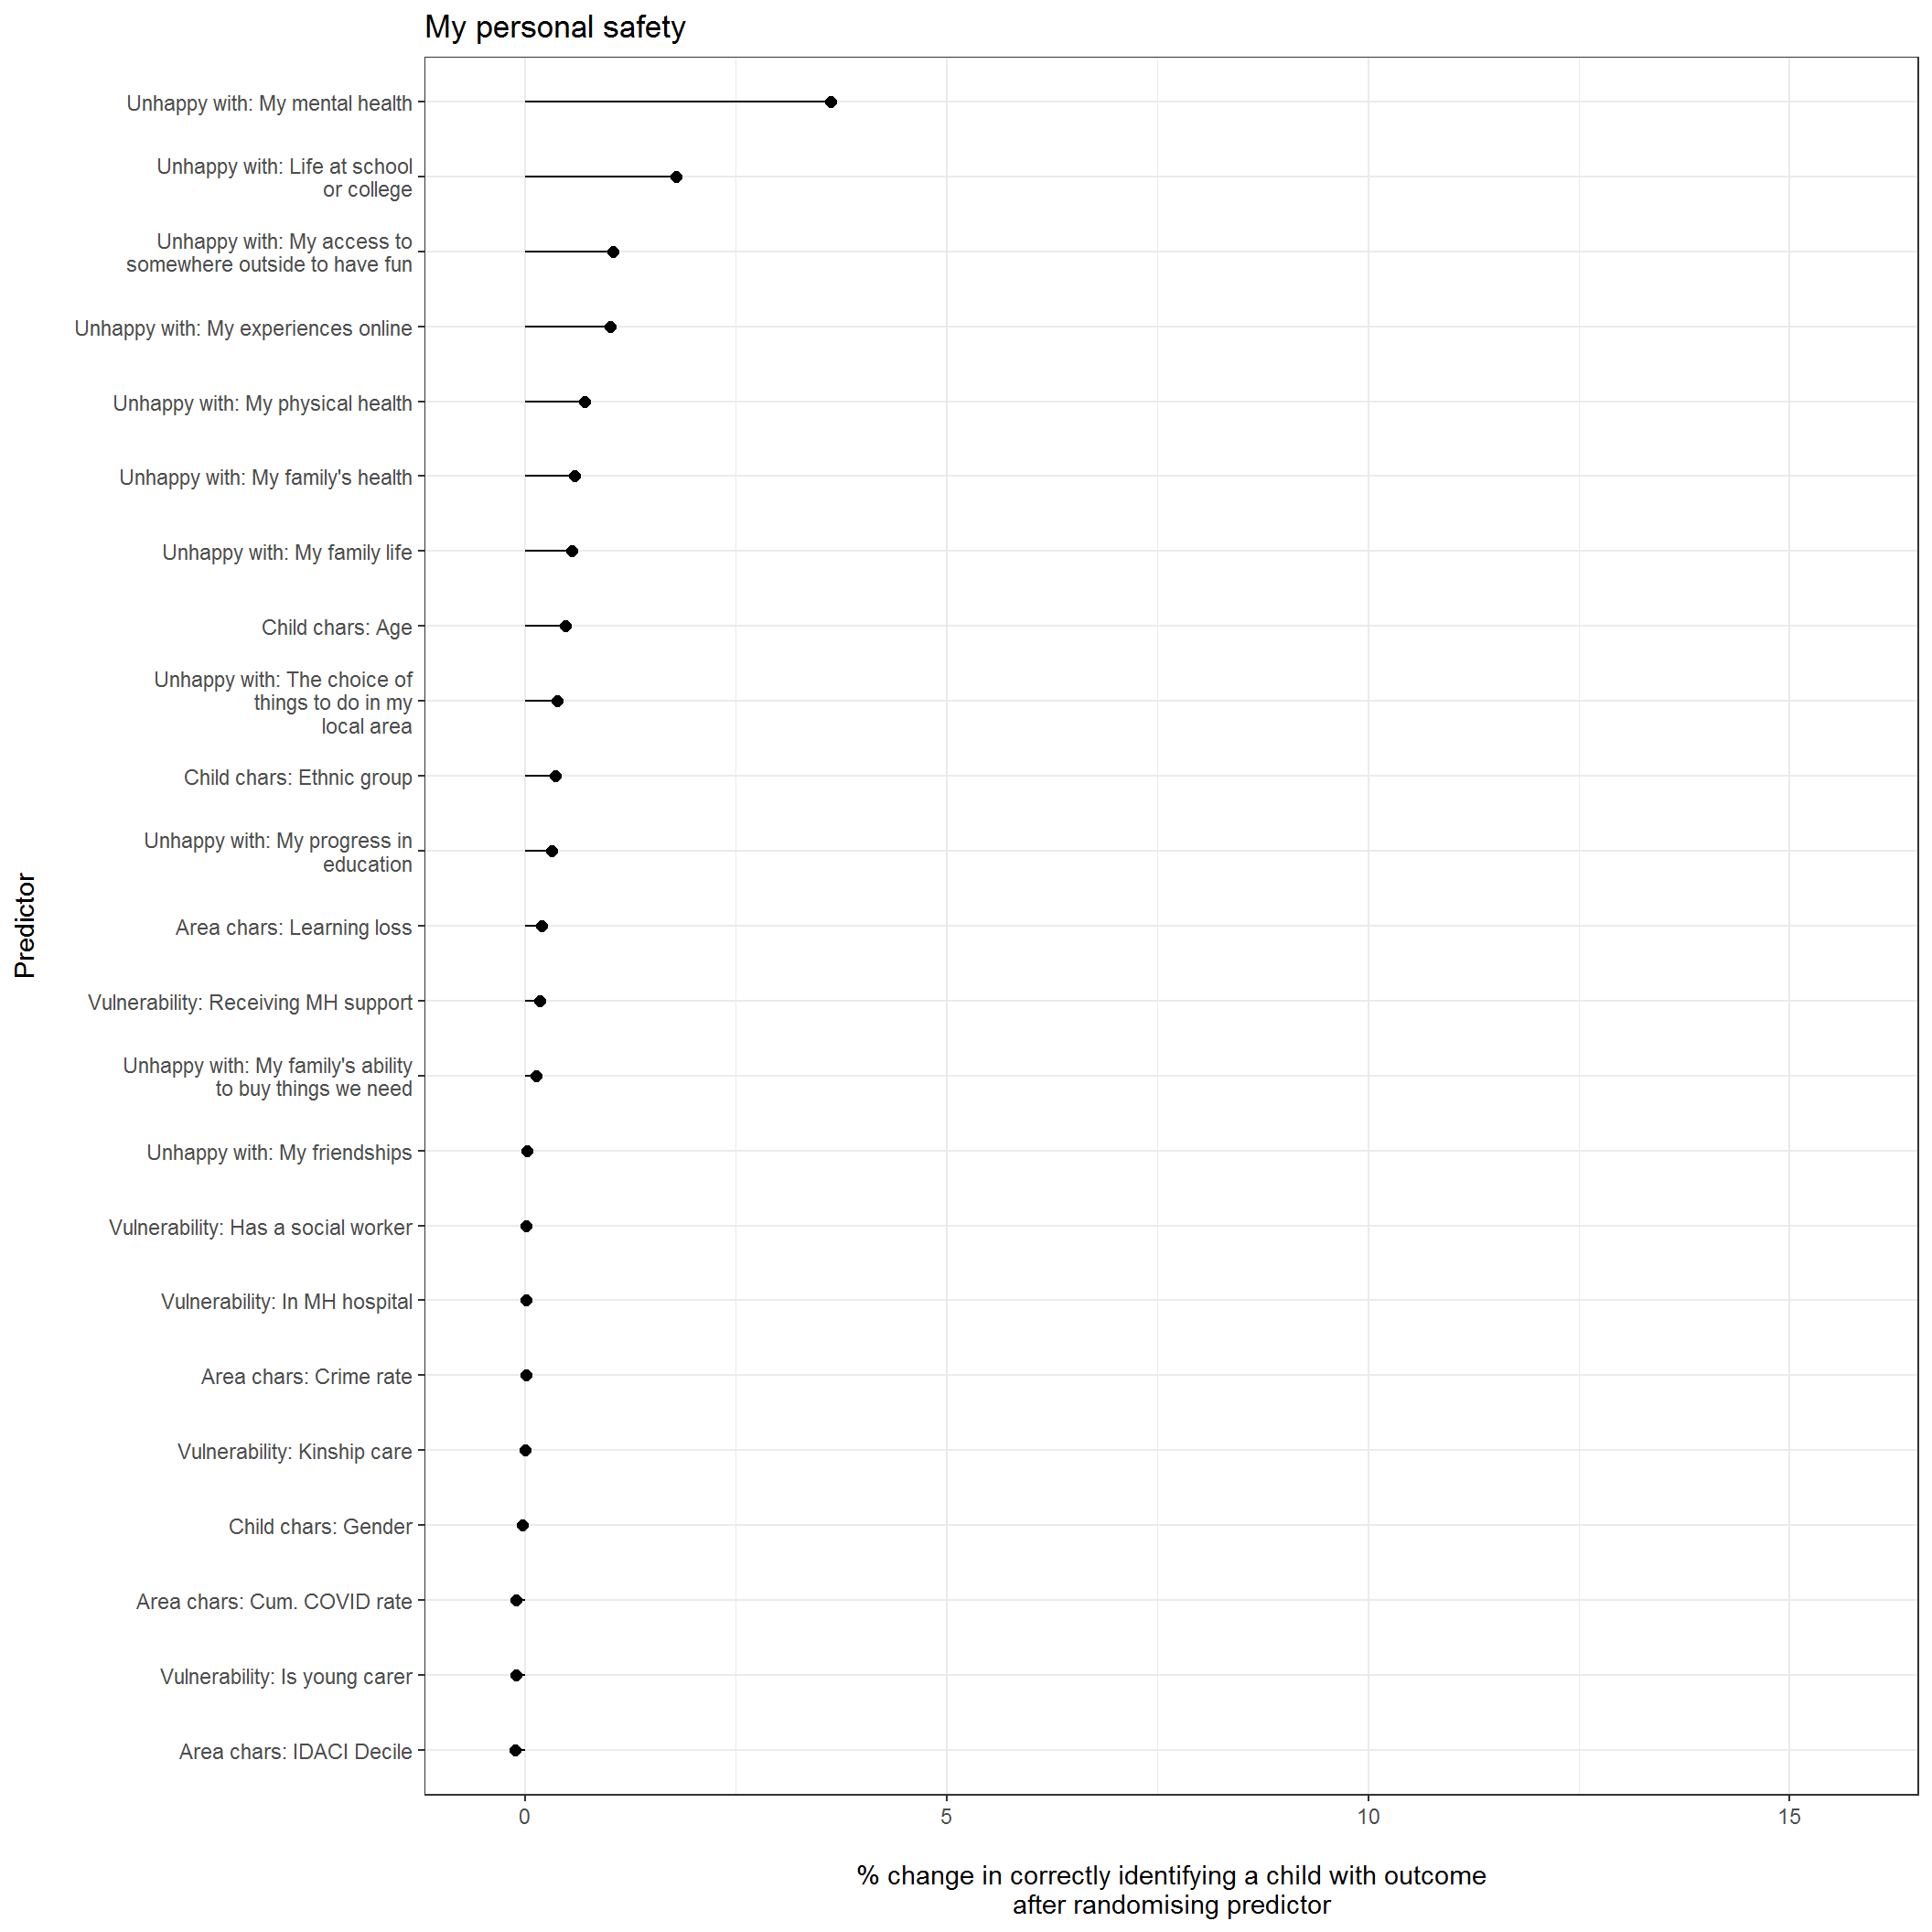 My personal safety
Unhappy with: My mental health
Unhappy with: Life at school
or college
Unhappy with: My access to
somewhere outside to have fun
Unhappy with: My experiences online
Unhappy with: My physical health
Unhappy with: My family's health
Unhappy with: My family life
Child chars: Age
Unhappy with: The choice of
things to do in my
local area
Child chars: Ethnic group
Unhappy with: My progress in
education
Area chars: Learning loss
Vulnerability: Receiving MH support
Unhappy with: My family's ability
to buy things we need
Unhappy with: My friendships
Vulnerability: Has a social worker
Vulnerability: In MH hospital
Area chars: Crime rate
Vulnerability: Kinship care
Child chars: Gender
Area chars: Cum. COVID rate
Vulnerability: Is young carer
Area chars: IDACI Decile
Predictor
0 5 10 15
% change in correctly identifying a child with outcome
after randomising predictor